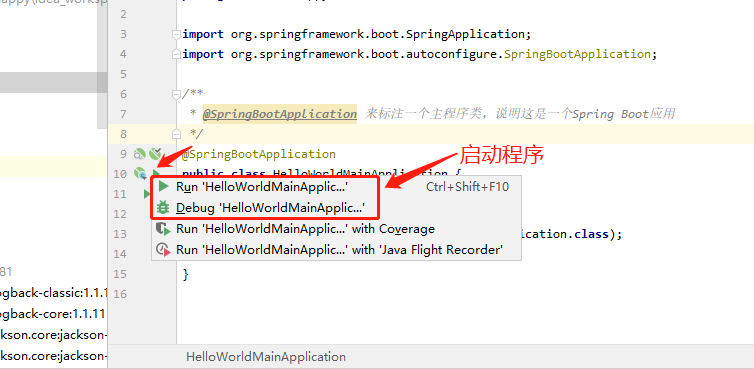 appy\idea_worksp
2
3 import org.springframework.boot.SpringApplication;
4 import org.springframework.boot.autoconfigure.SpringBootApplication;
5
6 /**
7 * @SpringBootApplication 来标注一个主程序类，说明这是一个Spring Boot应用
8 */
9 @SpringBootApplication
启动程序
10 public class HelloWorldMainApplication {
11 Run 'HelloWorldMainApplic...' Ctrl+Shift+F10
12 Debug 'HelloWorldMainApplic...'
13 Run 'HelloWorldMainApplic...' with Coverage ication.class);
14 Run 'HelloWorldMainApplic...' with 'Java Flight Recorder'
15 }
16
81
ogback-classic:1.1.1
ogback-core:1.1.11
kson.core:jackson-
kson.core:jackson-
HelloWorldMainApplication